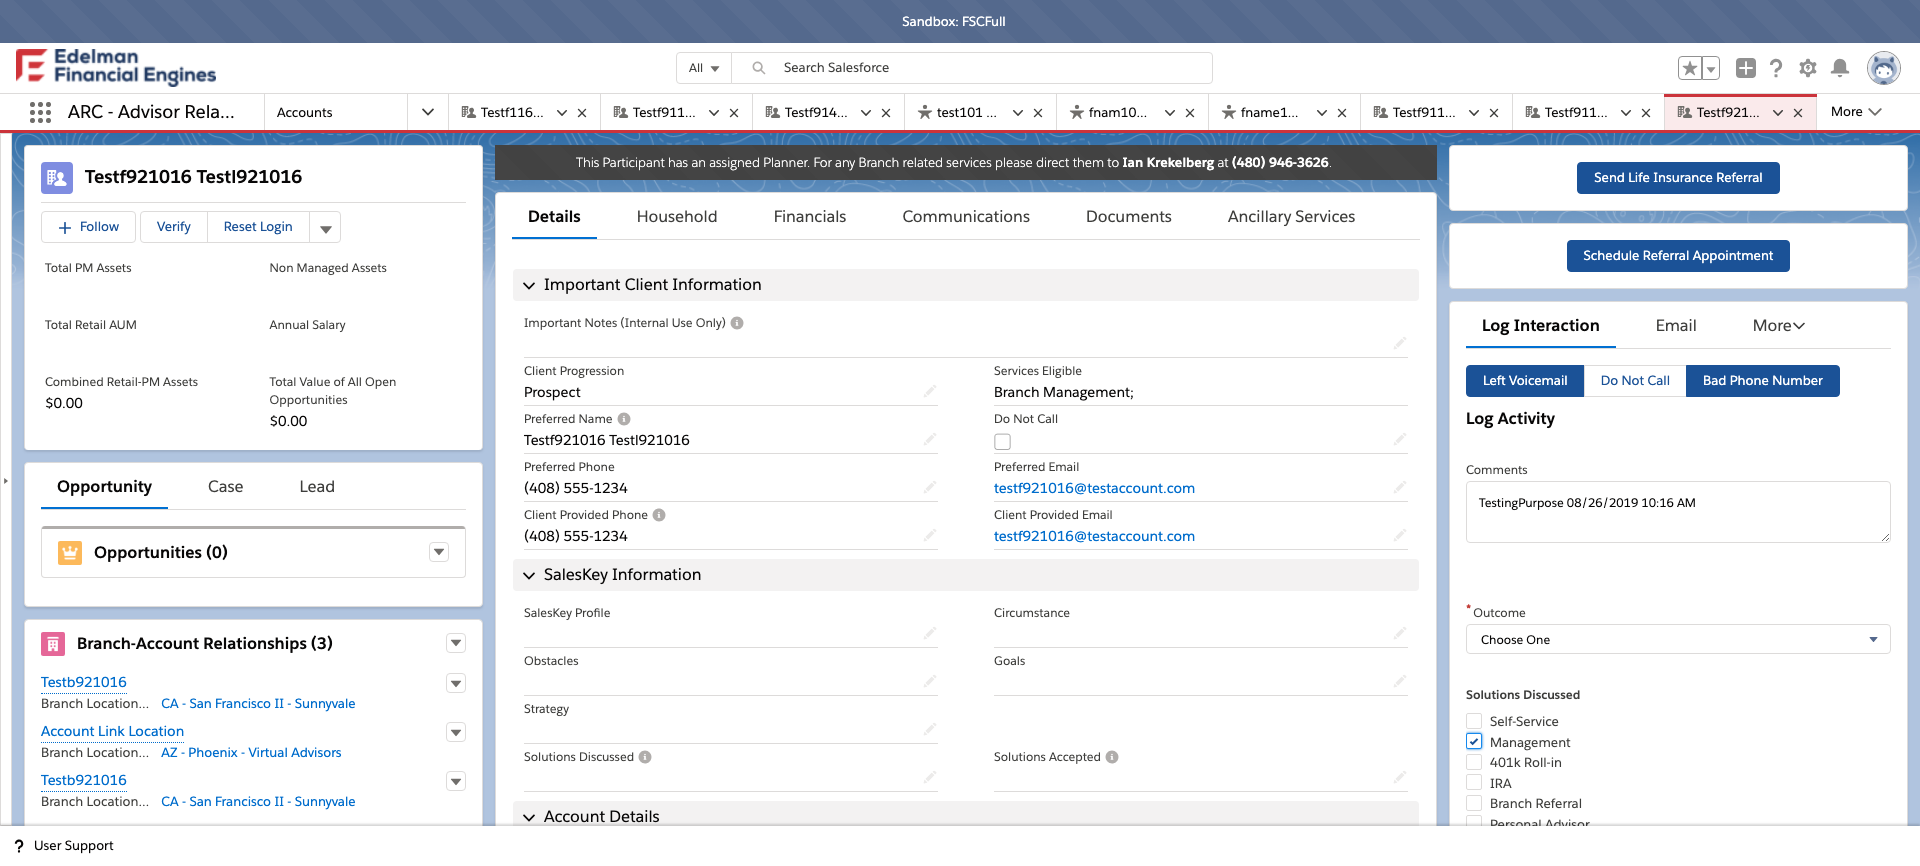 Sandbox: FSCFull
Edelman
Financial Engines
All
Search Salesforce
ARC - Advisor Rela...
Accounts
Testf116...
Testf911...
Testf914...
test101 ...
fnam10...
fname1...
Testf911...
Testf911...
Testf921...
More
Testf921016 Testl921016
Follow
Verify
Reset Login
Total PM Assets
Non Managed Assets
Total Retail AUM
Annual Salary
Combined Retail-PM Assets
$0.00
Total Value of All Open
Opportunities
$0.00
Opportunity
Case
Lead
Opportunities (0)
Branch-Account Relationships (3)
Testb921016
Branch Location... CA - San Francisco II - Sunnyvale
Account Link Location
Branch Location... AZ - Phoenix - Virtual Advisors
Testb921016
Branch Location... CA - San Francisco II - Sunnyvale
This Participant has an assigned Planner. For any Branch related services please direct them to Ian Krekelberg at (480) 946-3626.
Details
Household
Financials
Communications
Documents
Ancillary Services
Important Client Information
Important Notes (Internal Use Only)
Client Progression
Prospect
Services Eligible
Branch Management;
Preferred Name
Testf921016 Testl921016
Do Not Call
Preferred Phone
(408) 555-1234
Preferred Email
testf921016@testaccount.com
Client Provided Phone
(408) 555-1234
Client Provided Email
testf921016@testaccount.com
SalesKey Information
SalesKey Profile
Circumstance
Obstacles
Goals
Strategy
Solutions Discussed
Solutions Accepted
Account Details
Send Life Insurance Referral
Schedule Referral Appointment
Log Interaction
Email
More
Left Voicemail
Do Not Call
Bad Phone Number
Log Activity
Comments
TestingPurpose 08/26/2019 10:16 AM
* Outcome
Choose One
Solutions Discussed
Self-Service
Management
401k Roll-in
IRA
Branch Referral
Personal Advisor
? User Support